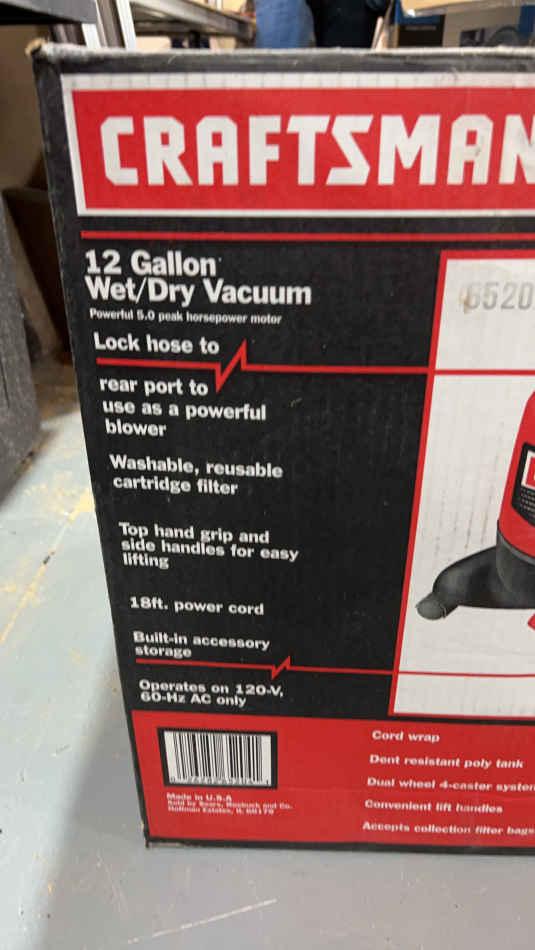 CRAFTSMAN
12 Gallon
Wet/Dry Vacuum
Powerful 5.0 peak horsepower motor
Lock hose to
rear port to
use as a powerful
blower
Washable, reusable
cartridge filter
Top hand grip and
side handles for easy
lifting
18ft. power cord
Built-in accessory
storage
Operates on 120-V,
60-Hz AC only
6520
Cord wrap
Dent resistant poly tank
Dual wheel 4-caster system
Convenient lift handles
Accepts collection filter bags
Made in U.S.A
Sold by Sears, Roebuck and Co.
Hoffman Estates, IL 60179